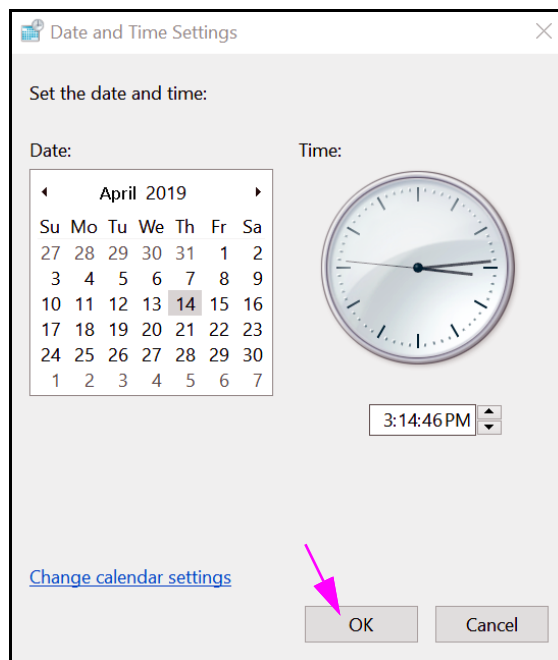 Date and Time Settings
Set the date and time:
Date:
Time:
April 2019
Su Mo Tu We Th Fr Sa
27 28 29 30 31 1 2
3 4 5 6 7 8 9
10 11 12 13 14 15 16
17 18 19 20 21 22 23
24 25 26 27 28 29 30
1 2 3 4 5 6 7
3:14:46 PM
Change calendar settings
OK
Cancel